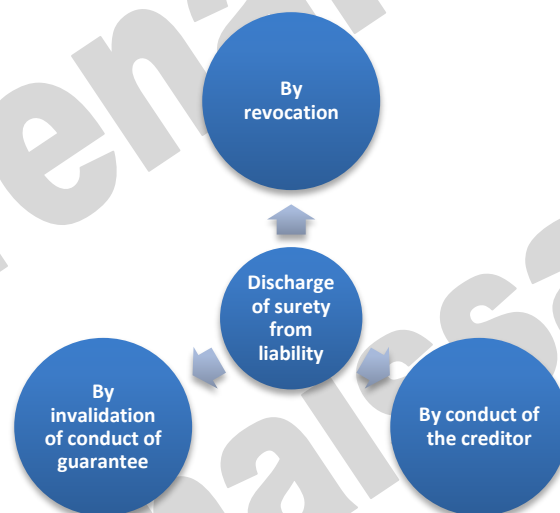 By
revocation
Discharge
of surety
from
liability
By
invalidation
of conduct of
guarantee
By conduct of
the creditor